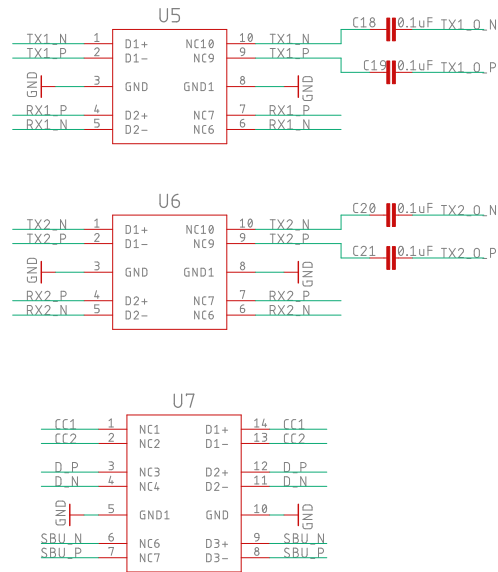 U5
C18 0.1uF TX1_O_N
TX1_N 1 D1+ NC10 10 TX1_N
TX1_P 2 D1- NC9 9 TX1_P
C19 0.1uF TX1_O_P
GND 3 GND GND1 8 GND
RX1_P 4 D2+ NC7 7 RX1_P
RX1_N 5 D2- NC6 6 RX1_N
U6
C20 0.1uF TX2_O_N
TX2_N 1 D1+ NC10 10 TX2_N
TX2_P 2 D1- NC9 9 TX2_P
C21 0.1uF TX2_O_P
GND 3 GND GND1 8 GND
RX2_P 4 D2+ NC7 7 RX2_P
RX2_N 5 D2- NC6 6 RX2_N
U7
CC1 1 NC1 D1+ 14 CC1
CC2 2 NC2 D1- 13 CC2
D_P 3 NC3 D2+ 12 D_P
D_N 4 NC4 D2- 11 D_N
GND 5 GND1 GND 10 GND
SBU_N 6 NC6 D3+ 9 SBU_N
SBU_P 7 NC7 D3- 8 SBU_P